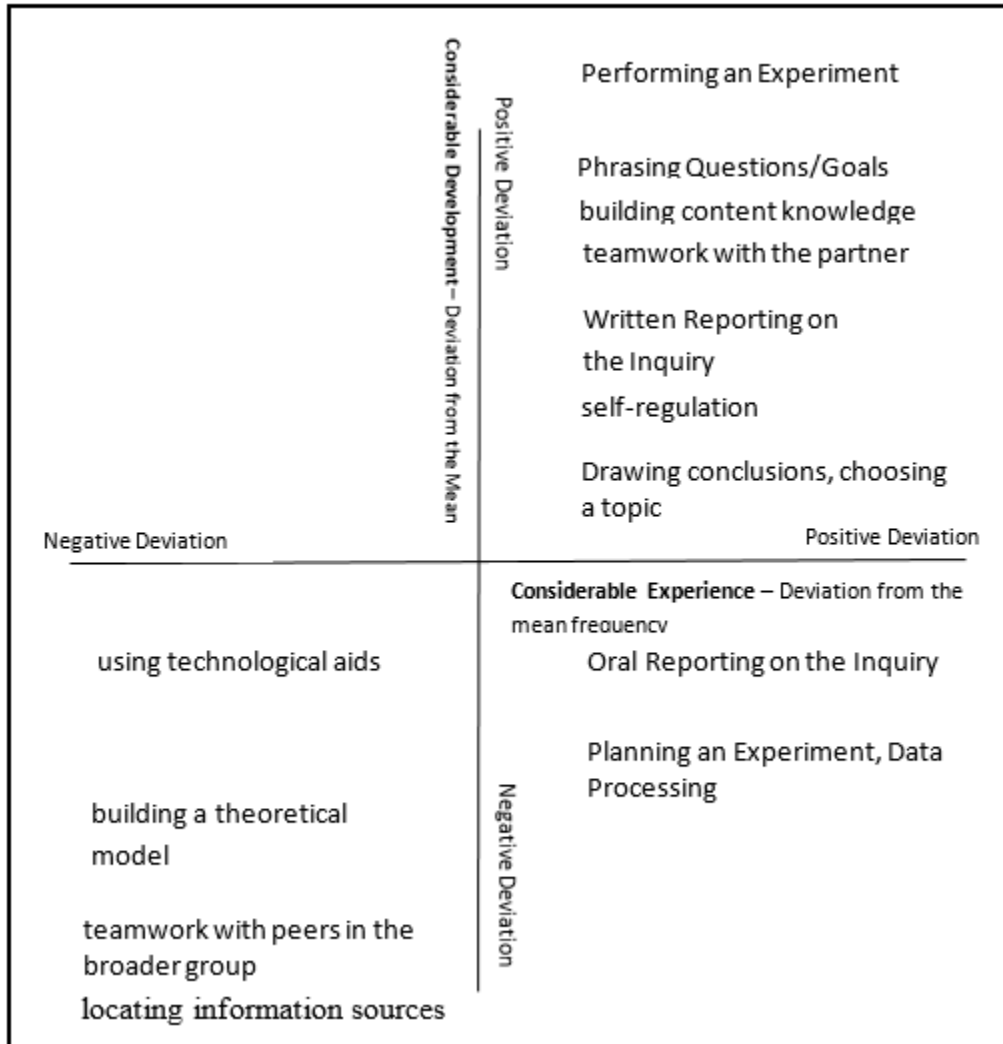 Considerable Development – Deviation from the Mean
Positive Deviation
Performing an Experiment
Phrasing Questions/Goals
building content knowledge
teamwork with the partner
Written Reporting on
the Inquiry
self-regulation
Drawing conclusions, choosing
a topic
Negative Deviation
Positive Deviation
Considerable Experience – Deviation from the
mean frequency
using technological aids
Oral Reporting on the Inquiry
Planning an Experiment, Data
Processing
building a theoretical
model
Negative Deviation
teamwork with peers in the
broader group
locating information sources